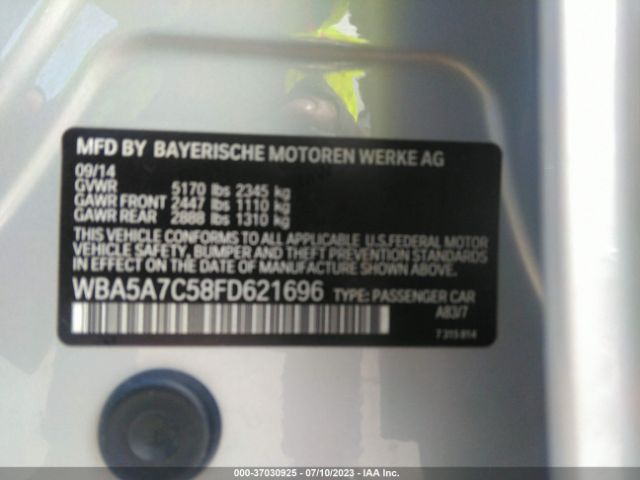 MFD BY BAYERISCHE MOTOREN WERKE AG
09/14
GVWR 5170 lbs 2345 kg
GAWR FRONT 2447 lbs 1110 kg
GAWR REAR 2888 lbs 1310 kg
THIS VEHICLE CONFORMS TO ALL APPLICABLE U.S.FEDERAL MOTOR
VEHICLE SAFETY, BUMPER AND THEFT PREVENTION STANDARDS
IN EFFECT ON THE DATE OF MANUFACTURE SHOWN ABOVE.
WBA5A7C58FD621696 TYPE: PASSENGER CAR
A83/7
7 315 814
000-37030925 - 07/10/2023 - IAA Inc.